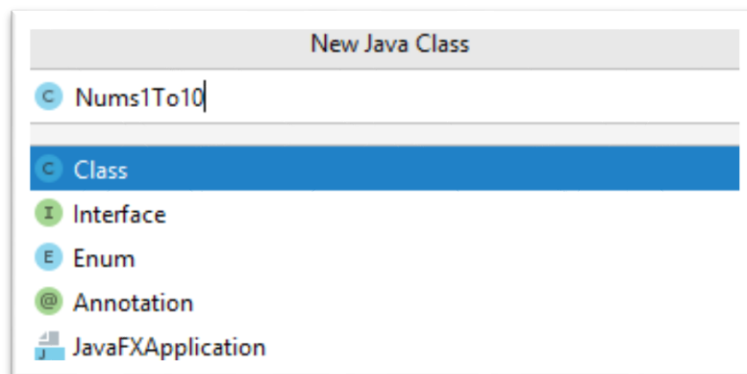 New Java Class
C Nums1To10
C Class
I Interface
E Enum
@ Annotation
J JavaFXApplication